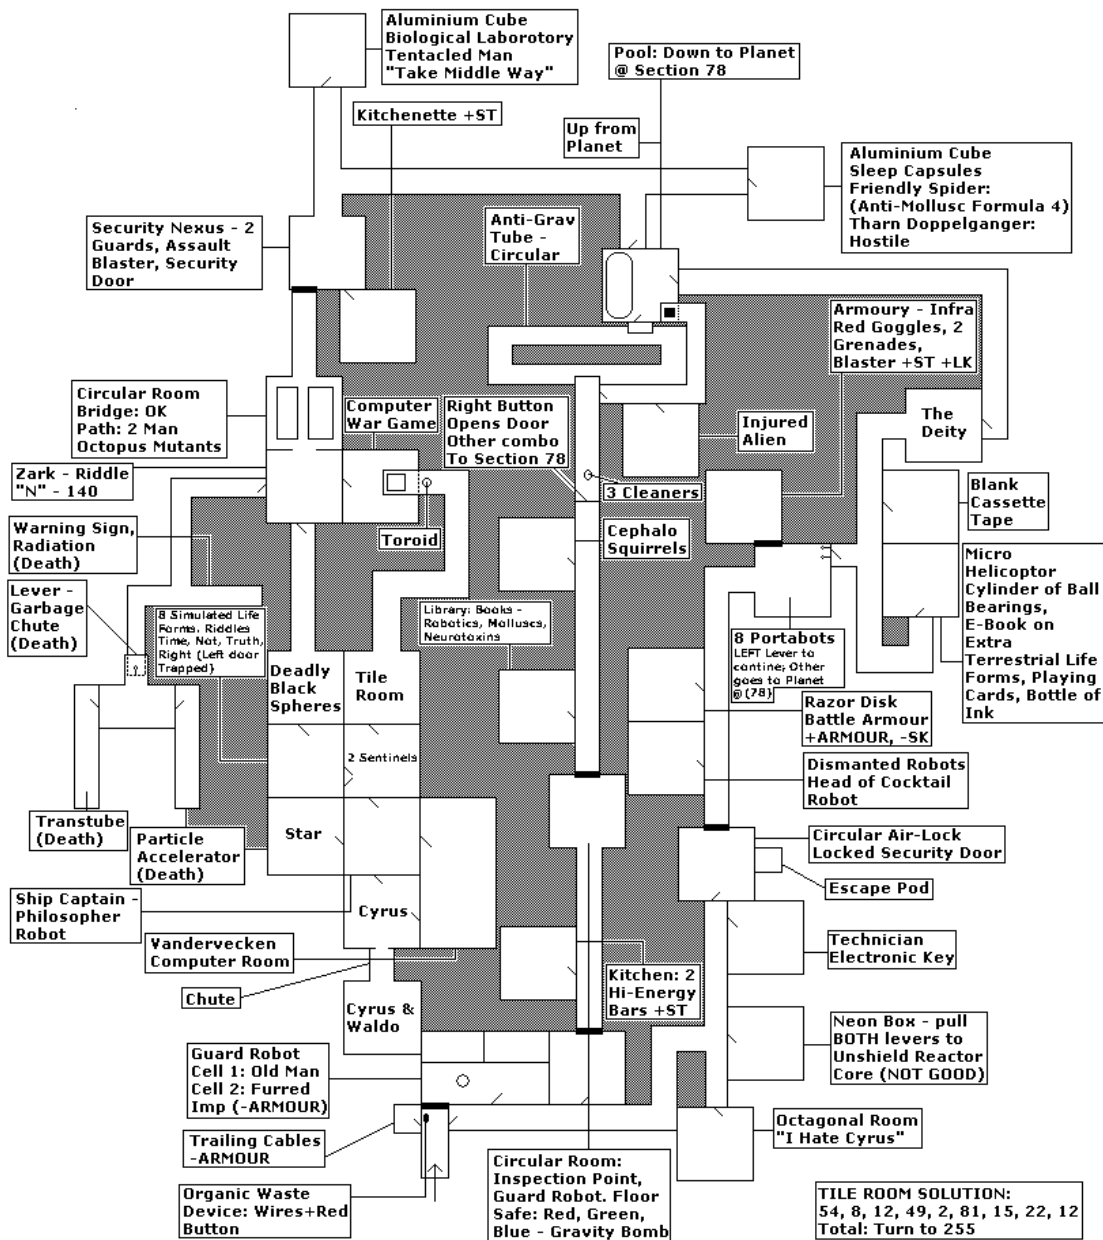 Aluminium Cube
Biological Laborotory
Tentacled Man
"Take Middle Way"
Pool: Down to Planet
@ Section 78
Kitchenette +ST
Up from
Planet
Aluminium Cube
Sleep Capsules
Friendly Spider:
(Anti-Mollusc Formula 4)
Tharn Doppelganger:
Hostile
Security Nexus - 2
Guards, Assault
Blaster, Security
Door
Anti-Grav
Tube -
Circular
Armoury - Infra
Red Goggles, 2
Grenades,
Blaster +ST +LK
Circular Room
Bridge: OK
Path: 2 Man
Octopus Mutants
Computer
War Game
Right Button
Opens Door
Other combo
To Section 78
Injured
Alien
The
Deity
Zark - Riddle
"N" - 140
3 Cleaners
Blank
Cassette
Tape
Warning Sign,
Radiation
(Death)
Toroid
Cephalo
Squirrels
Micro
Helicoptor
Cylinder of Ball
Bearings,
E-Book on
Extra
Terrestrial Life
Forms, Playing
Cards, Bottle of
Ink
Lever -
Garbage
Chute
(Death)
8 Simulated Life
Forms. Riddles
Time, Not, Truth,
Right (Left door
Trapped)
Library: Books -
Robotics, Molluscs,
Neurotoxins
8 Portabots
LEFT Lever to
contine; Other
goes to Planet
@ (78)
Deadly
Black
Spheres
Tile
Room
Razor Disk
Battle Armour
+ARMOUR, -SK
2 Sentinels
Dismanted Robots
Head of Cocktail
Robot
Transtube
(Death)
Particle
Accelerator
(Death)
Star
Circular Air-Lock
Locked Security Door
Escape Pod
Ship Captain -
Philosopher
Robot
Cyrus
Vandervecken
Computer Room
Technician
Electronic Key
Chute
Kitchen: 2
Hi-Energy
Bars +ST
Cyrus &
Waldo
Neon Box - pull
BOTH levers to
Unshield Reactor
Core (NOT GOOD)
Guard Robot
Cell 1: Old Man
Cell 2: Furred
Imp (-ARMOUR)
Octagonal Room
"I Hate Cyrus"
Trailing Cables
-ARMOUR
Circular Room:
Inspection Point,
Guard Robot. Floor
Safe: Red, Green,
Blue - Gravity Bomb
Organic Waste
Device: Wires+Red
Button
TILE ROOM SOLUTION:
54, 8, 12, 49, 2, 81, 15, 22, 12
Total: Turn to 255